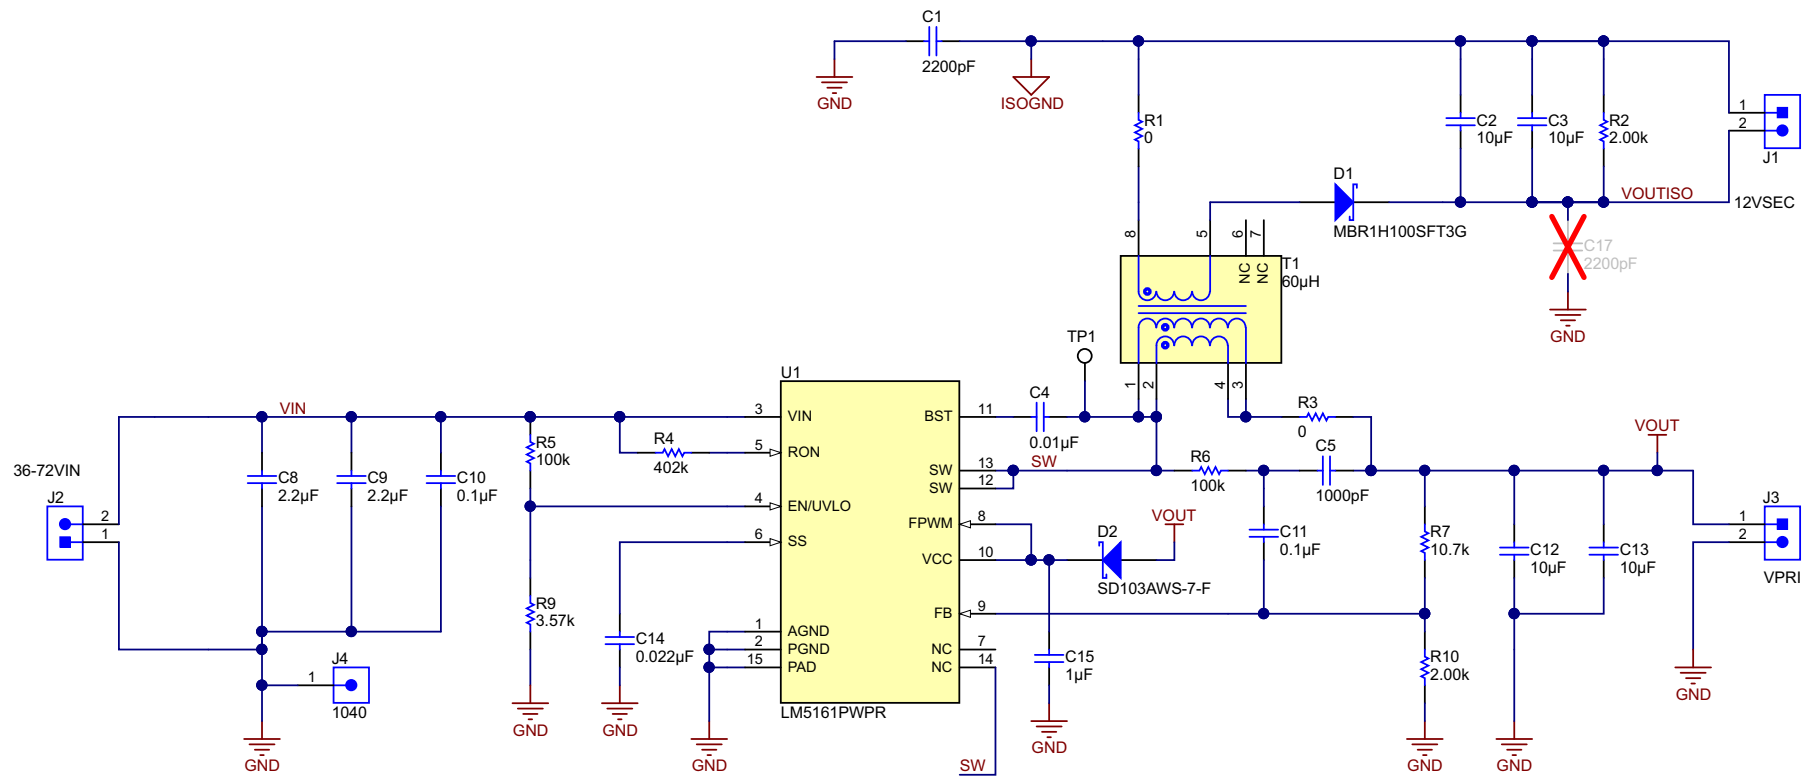 C1
2200pF
GND
ISOGND
R1
0
C2
10µF
C3
10µF
R2
2.00k
1
2
J1
D1
MBR1H100SFT3G
VOUTISO
12VSEC
C17
2200pF
GND
8
5
6
7
NC
NC
T1
60µH
1
2
4
3
TP1
U1
VIN
3
VIN
BST
11
C4
0.01µF
R3
0
VOUT
R5
100k
R4
402k
5
RON
SW
13
SW
SW
12
R6
100k
C5
1000pF
36-72VIN
J2
2
1
C8
2.2µF
C9
2.2µF
C10
0.1µF
4
EN/UVLO
FPWM
8
D2
VOUT
SD103AWS-7-F
C11
0.1µF
R7
10.7k
C12
10µF
C13
10µF
J3
1
2
VPRI
6
SS
VCC
10
FB
9
R9
3.57k
C14
0.022µF
1
AGND
2
PGND
15
PAD
NC
7
NC
14
C15
1µF
R10
2.00k
GND
J4
1
1040
GND
GND
GND
GND
LM5161PWPR
SW
GND
GND
GND